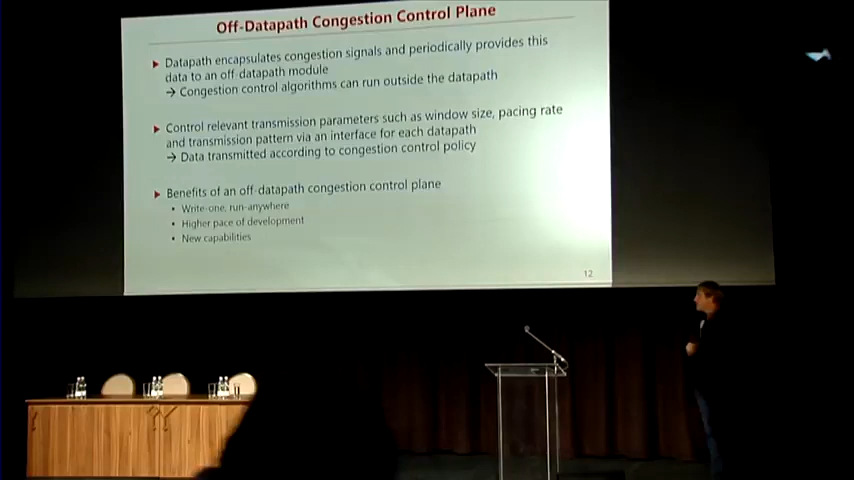 Off-Datapath Congestion Control Plane
Datapath encapsulates congestion signals and periodically provides this
data to an off-datapath module
→ Congestion control algorithms can run outside the datapath
Control relevant transmission parameters such as window size, pacing rate
and transmission pattern via an interface for each datapath
→ Data transmitted according to congestion control policy
Benefits of an off-datapath congestion control plane
• Write-one, run-anywhere
• Higher pace of development
• New capabilities
12